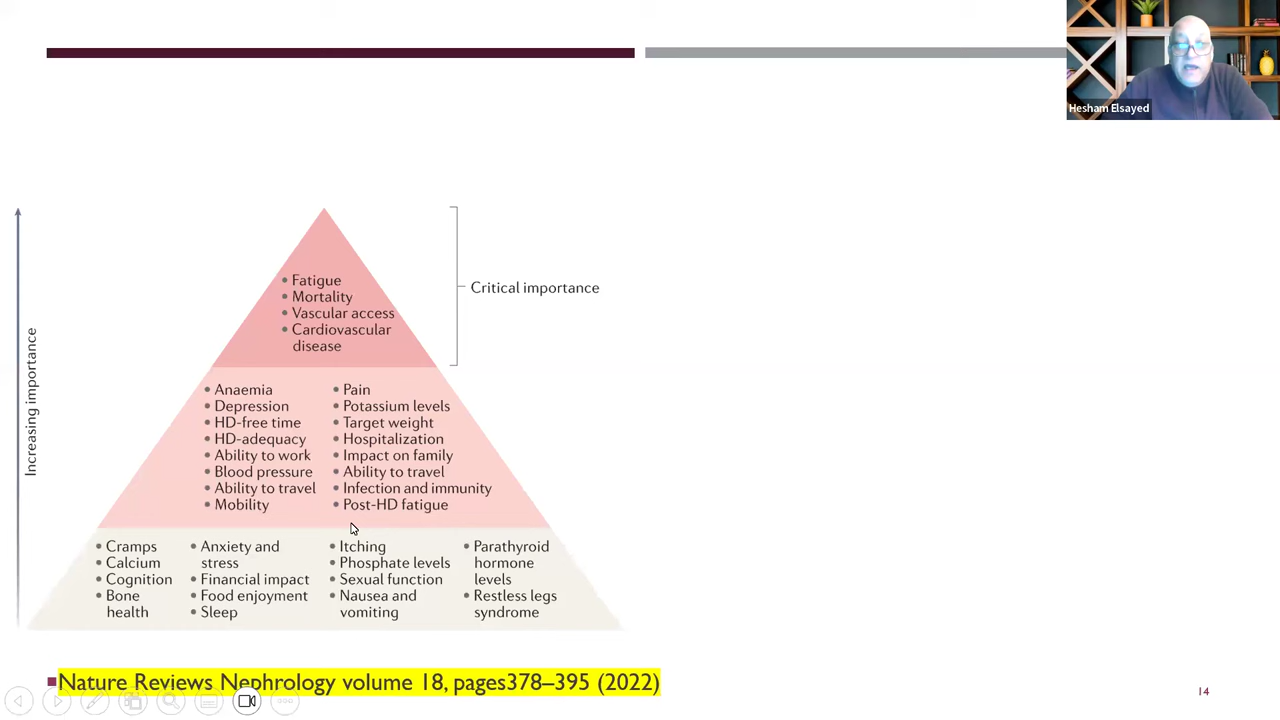 Hesham Elsayed
Increasing importance
• Fatigue
• Mortality
• Vascular access
• Cardiovascular
disease
Critical importance
• Anaemia
• Depression
• HD-free time
• HD-adequacy
• Ability to work
• Blood pressure
• Ability to travel
• Mobility
• Pain
• Potassium levels
• Target weight
• Hospitalization
• Impact on family
• Ability to travel
• Infection and immunity
• Post-HD fatigue
• Cramps
• Calcium
• Cognition
• Bone
health
• Anxiety and
stress
• Financial impact
• Food enjoyment
• Sleep
• Itching
• Phosphate levels
• Sexual function
• Nausea and
vomiting
• Parathyroid
hormone
levels
• Restless legs
syndrome
Nature Reviews Nephrology volume 18, pages378–395 (2022)
14